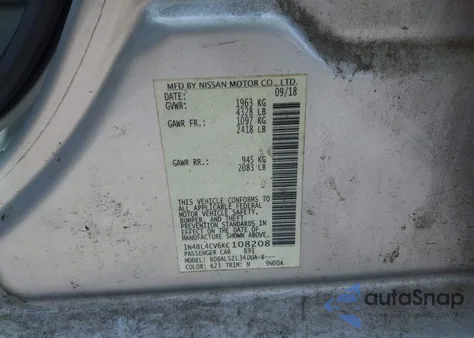 MFD BY NISSAN MOTOR CO., LTD.
DATE: 09/18
GVWR: 1963 KG
4328 LB
GAWR FR.: 1097 KG
2418 LB
GAWR RR.: 945 KG
2083 LB
THIS VEHICLE CONFORMS TO
ALL APPLICABLE FEDERAL
MOTOR VEHICLE SAFETY,
BUMPER, AND THEFT
PREVENTION STANDARDS IN
EFFECT ON THE DATE OF
MANUFACTURE SHOWN ABOVE.
1N4BL4CV6KC108208
PASSENGER CAR 891
MODEL: BDBALSZL34DUA-B---
COLOR: K23 TRIM: N 9N00A
autoSnap